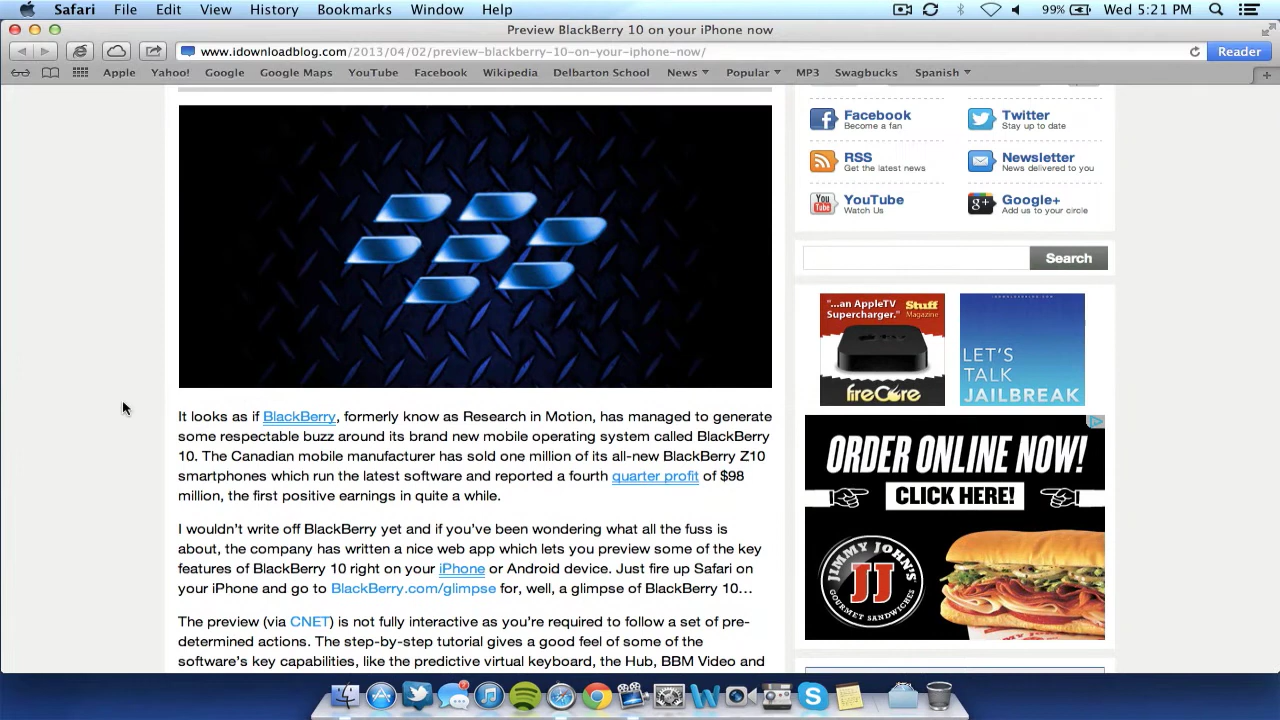 Safari File Edit View History Bookmarks Window Help 99% Wed 5:21 PM
Preview BlackBerry 10 on your iPhone now
www.idownloadblog.com/2013/04/02/preview-blackberry-10-on-your-iphone-now/ Reader
Apple Yahoo! Google Google Maps YouTube Facebook Wikipedia Delbarton School News Popular MP3 Swagbucks Spanish
It looks as if BlackBerry, formerly know as Research in Motion, has managed to generate
some respectable buzz around its brand new mobile operating system called BlackBerry
10. The Canadian mobile manufacturer has sold one million of its all-new BlackBerry Z10
smartphones which run the latest software and reported a fourth quarter profit of $98
million, the first positive earnings in quite a while.
I wouldn't write off BlackBerry yet and if you've been wondering what all the fuss is
about, the company has written a nice web app which lets you preview some of the key
features of BlackBerry 10 right on your iPhone or Android device. Just fire up Safari on
your iPhone and go to BlackBerry.com/glimpse for, well, a glimpse of BlackBerry 10…
The preview (via CNET) is not fully interactive as you're required to follow a set of pre-
determined actions. The step-by-step tutorial gives a good feel of some of the
software's key capabilities, like the predictive virtual keyboard, the Hub, BBM Video and
Facebook
Become a fan
Twitter
Stay up to date
RSS
Get the latest news
Newsletter
News delivered to you
You
Tube
YouTube
Watch Us
g+
Google+
Add us to your circle
Search
"...an AppleTV
Supercharger."
Stuff
Magazine
fireCore
LET'S
TALK
JAILBREAK
ORDER ONLINE NOW!
CLICK HERE!
JIMMY JOHN'S
JJ
GOURMET SANDWICHES